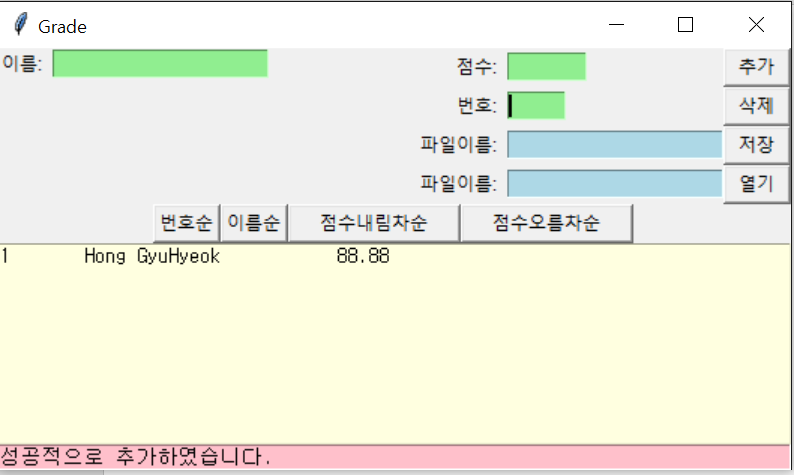 Grade
이름: 점수: 추가
번호: 삭제
파일이름: 저장
파일이름: 열기
번호순 이름순 점수내림차순 점수오름차순
1 Hong GyuHyeok 88.88
성공적으로 추가하였습니다.